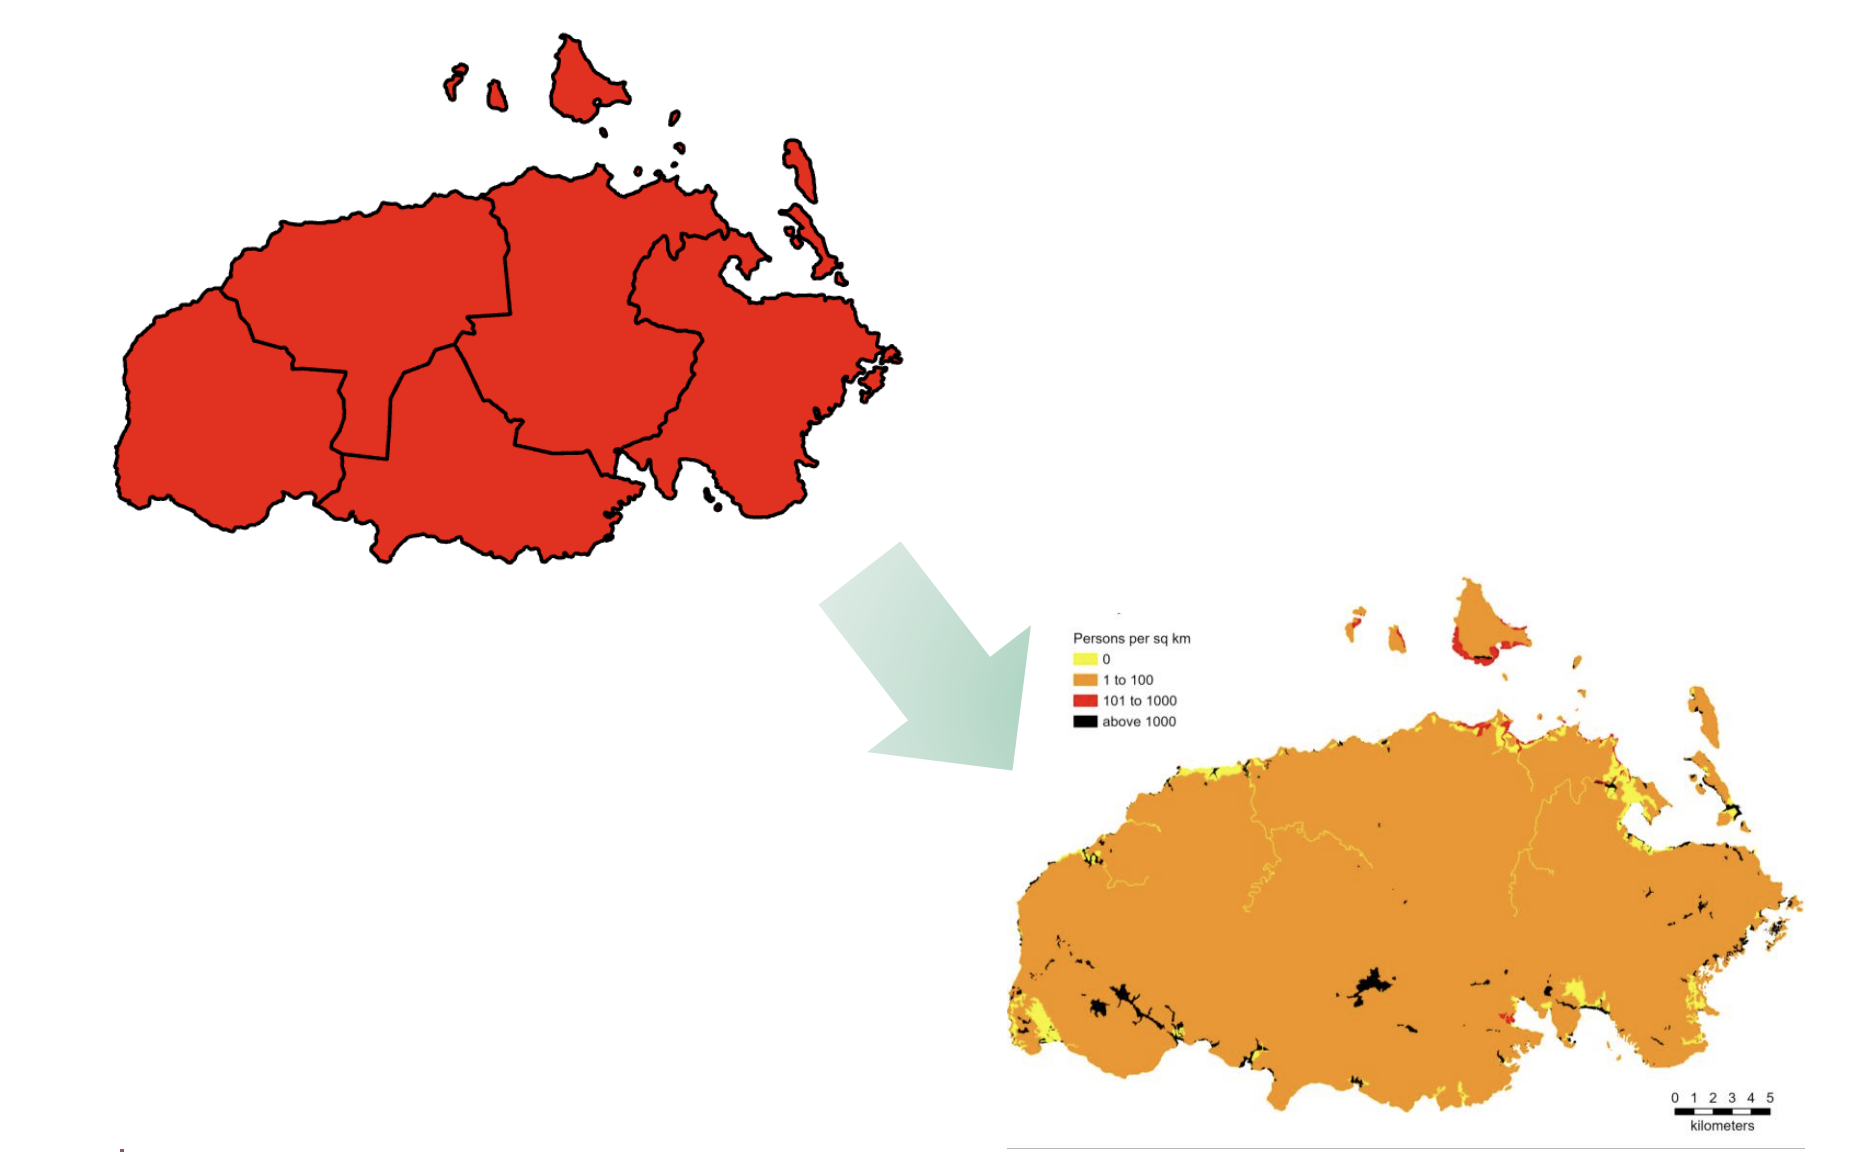 Persons per sq km
0
1 to 100
101 to 1000
above 1000
0 1 2 3 4 5
kilometers